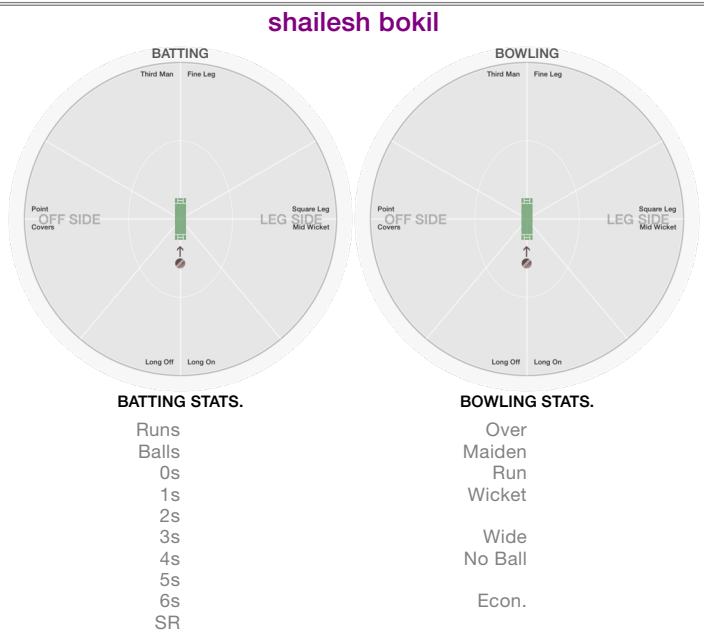 shailesh bokil
BATTING
Third Man Fine Leg
Point
OFF SIDE
Covers
Square Leg
LEG SIDE
Mid Wicket
Long Off Long On
BOWLING
Third Man Fine Leg
Point
OFF SIDE
Covers
Square Leg
LEG SIDE
Mid Wicket
Long Off Long On
BATTING STATS.
Runs
Balls
0s
1s
2s
3s
4s
5s
6s
SR
BOWLING STATS.
Over
Maiden
Run
Wicket
Wide
No Ball
Econ.